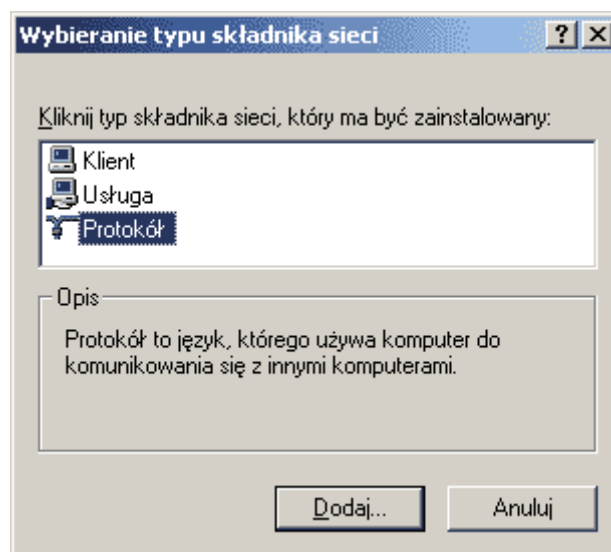 Wybieranie typu składnika sieci
Kliknij typ składnika sieci, który ma być zainstalowany:
Klient
Usługa
Protokół
Opis
Protokół to język, którego używa komputer do
komunikowania się z innymi komputerami.
Dodaj...
Anuluj